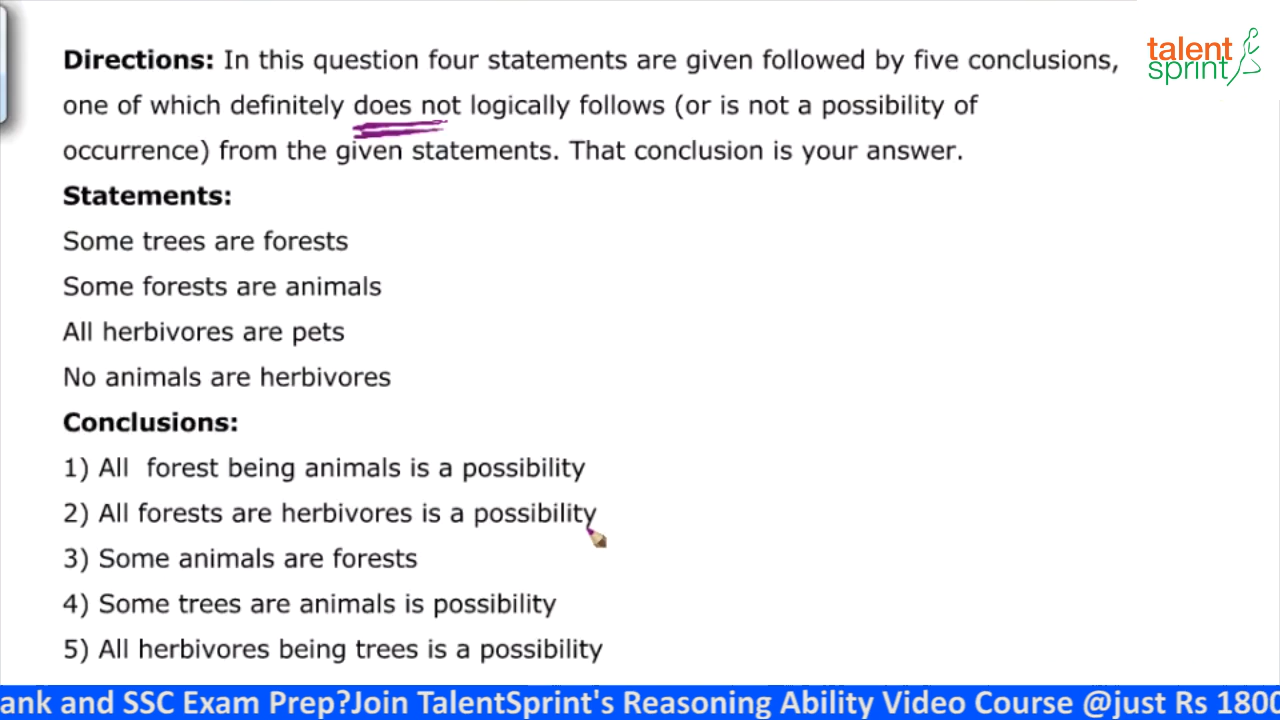 talent
sprint
Directions: In this question four statements are given followed by five conclusions,
one of which definitely does not logically follows (or is not a possibility of
occurrence) from the given statements. That conclusion is your answer.
Statements:
Some trees are forests
Some forests are animals
All herbivores are pets
No animals are herbivores
Conclusions:
1) All forest being animals is a possibility
2) All forests are herbivores is a possibility
3) Some animals are forests
4) Some trees are animals is possibility
5) All herbivores being trees is a possibility
ank and SSC Exam Prep?Join TalentSprint's Reasoning Ability Video Course @just Rs 1800